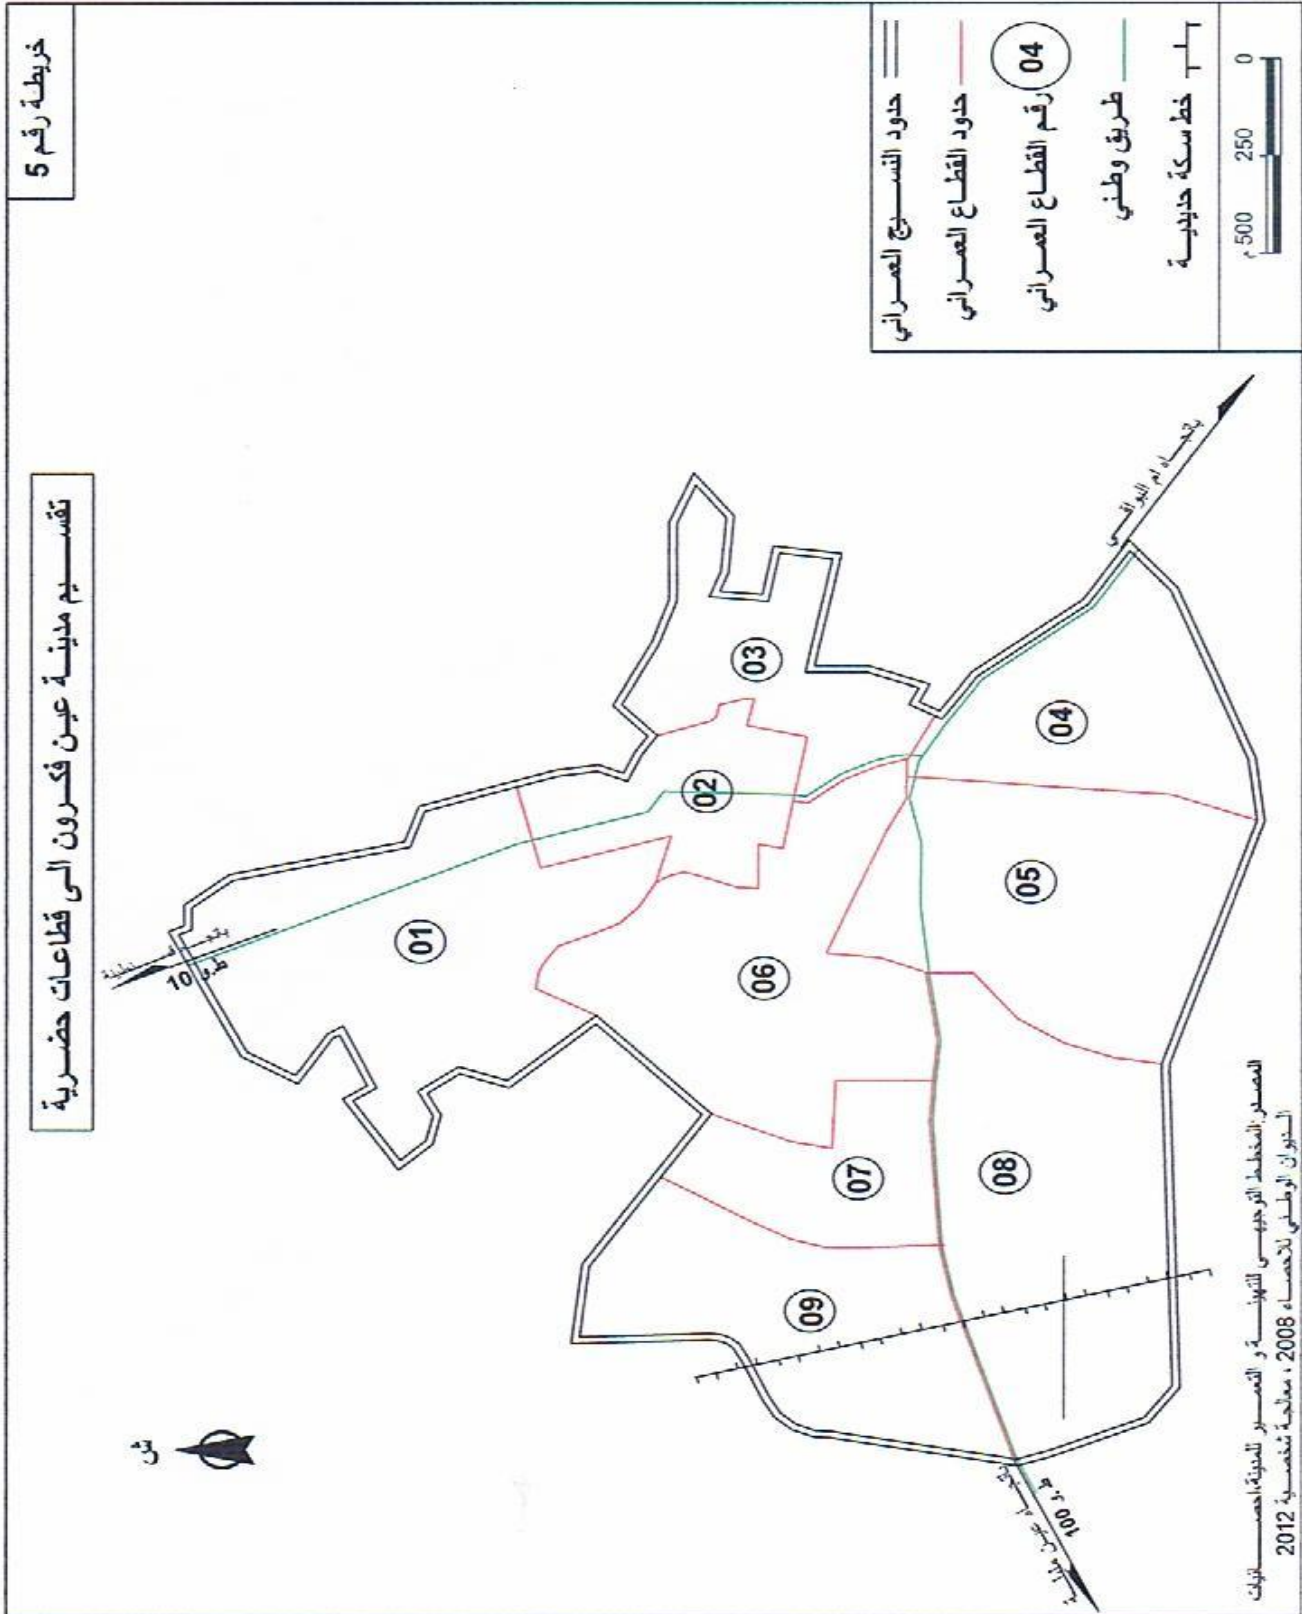 خريطة رقم 5
تقسيم مدينة عين فكرون الى قطاعات حضرية
ش
ط.و 10
01
02
03
04
05
06
07
08
09
باتجاه ام البواقي
ط.و 100
حدود النسيج العمراني
حدود القطاع العمراني
04 رقم القطاع العمراني
طريق وطني
خط سكة حديدية
0 250 500 م
المصدر: المخطط التوجيهي للتهيئة و التعمير للمدينة، احصائيات
الديوان الوطني للاحصاء 2008، معالجة شخصية 2012